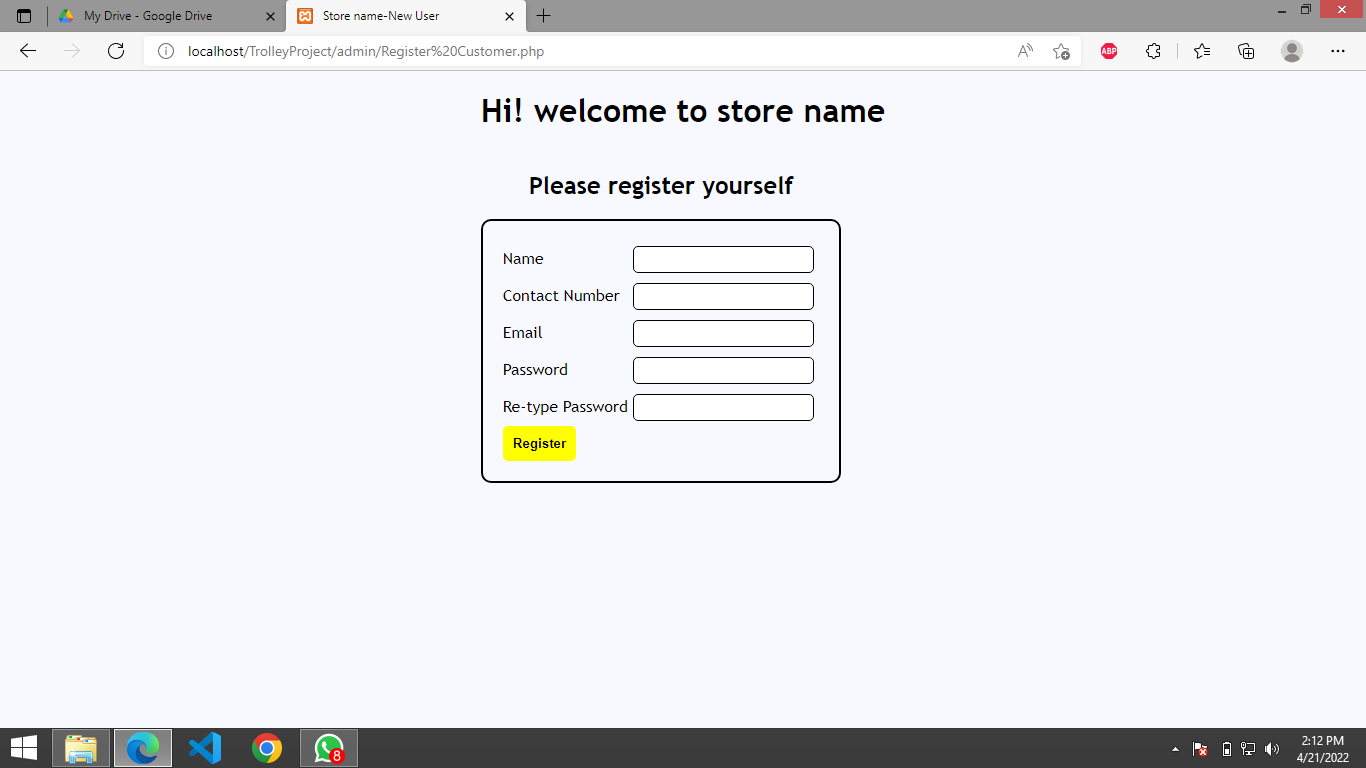 My Drive - Google Drive
Store name-New User
localhost/TrolleyProject/admin/Register%20Customer.php
ABP
Hi! welcome to store name
Please register yourself
Name
Contact Number
Email
Password
Re-type Password
Register
8
2:12 PM
4/21/2022